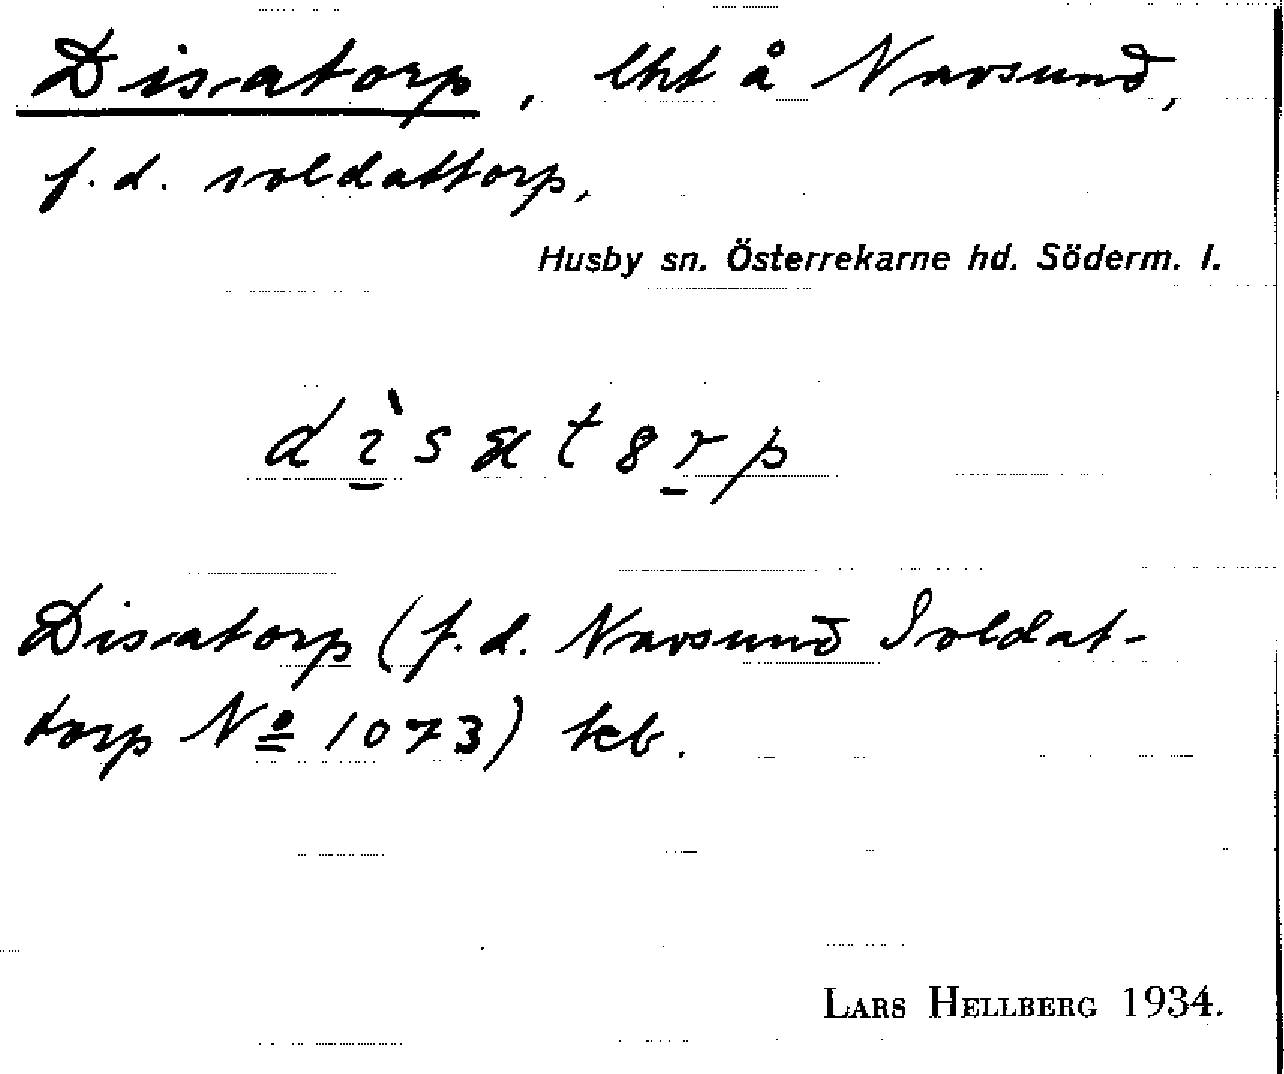 Disatorp, lht å Navsund,
f.d. soldattorp,
Husby sn. Österrekarne hd. Söderm. l.
Disatorp (f.d. Navsund Soldat-
torp No 1073) kb.
LARS HELLBERG 1934.